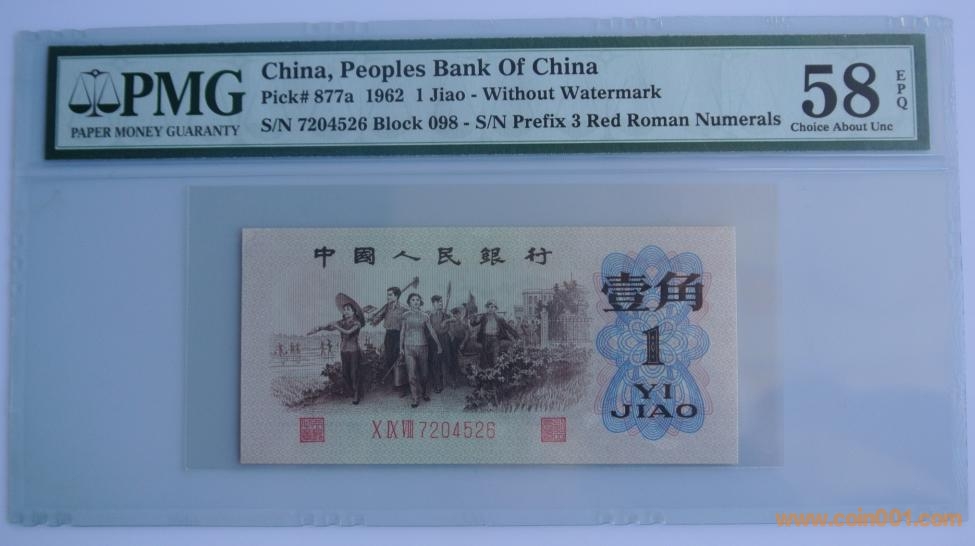 PMG
PAPER MONEY GUARANTY
China, Peoples Bank Of China
Pick# 877a 1962 1 Jiao - Without Watermark
S/N 7204526 Block 098 - S/N Prefix 3 Red Roman Numerals
58
EPQ
Choice About Unc
中國人民銀行
壹角
1
YI
JIAO
X IX VIII 7204526
www.coin001.com